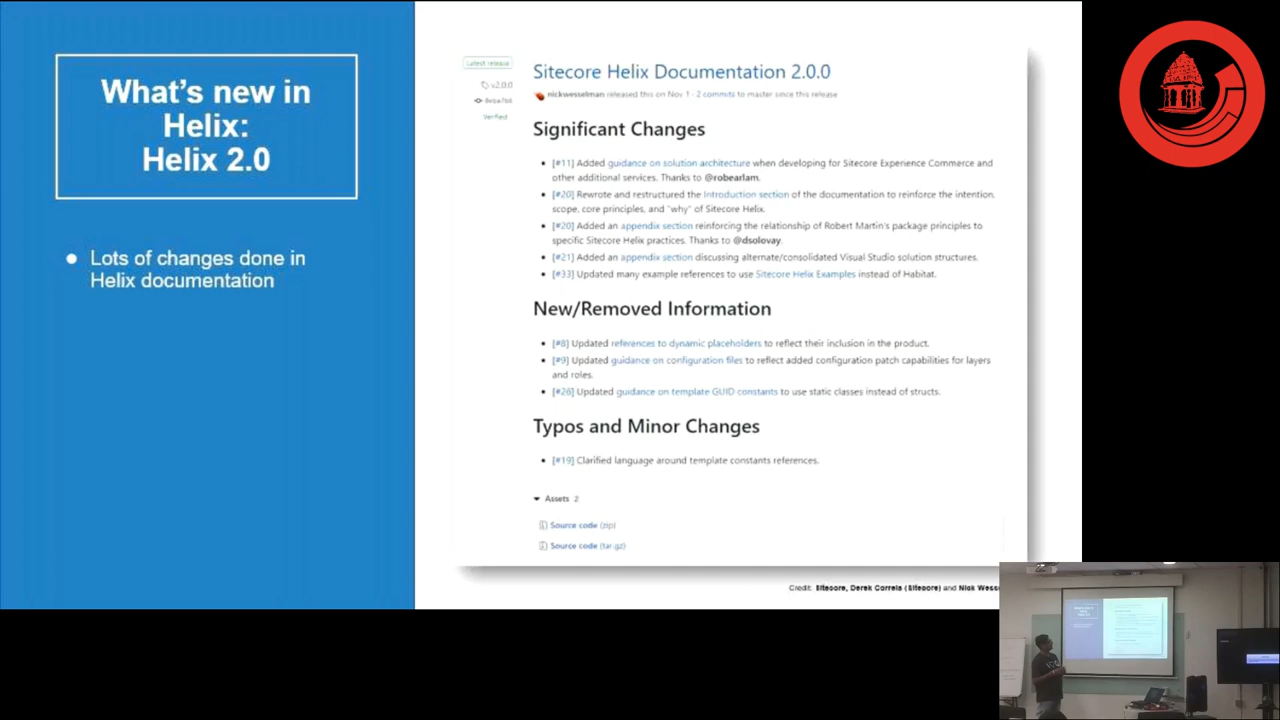 What's new in
Helix:
Helix 2.0
Lots of changes done in
Helix documentation
Latest release
v2.0.0
Verified
Sitecore Helix Documentation 2.0.0
nickwesselman released this on Nov 1 · 2 commits to master since this release
Significant Changes
[#11] Added guidance on solution architecture when developing for Sitecore Experience Commerce and
other additional services. Thanks to @robearlam.
[#20] Rewrote and restructured the Introduction section of the documentation to reinforce the intention,
scope, core principles, and "why" of Sitecore Helix.
[#20] Added an appendix section reinforcing the relationship of Robert Martin's package principles to
specific Sitecore Helix practices. Thanks to @dsolovay.
[#21] Added an appendix section discussing alternate/consolidated Visual Studio solution structures.
[#33] Updated many example references to use Sitecore Helix Examples instead of Habitat.
New/Removed Information
[#8] Updated references to dynamic placeholders to reflect their inclusion in the product.
[#9] Updated guidance on configuration files to reflect added configuration patch capabilities for layers
and roles.
[#26] Updated guidance on template GUID constants to use static classes instead of structs.
Typos and Minor Changes
[#19] Clarified language around template constants references.
Assets 2
Source code (zip)
Source code (tar.gz)
Credit: Sitecore, Derek Correia (Sitecore) and Nick Wess